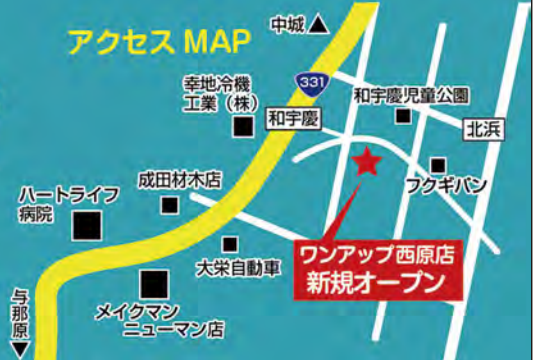 アクセス MAP
中城▲
331
幸地冷機
工業（株）
和宇慶
和宇慶児童公園
北浜
フクギバン
成田材木店
ハートライフ
病院
大栄自動車
ワンアップ西原店
新規オープン
メイクマン
ニューマン店
与那原▼